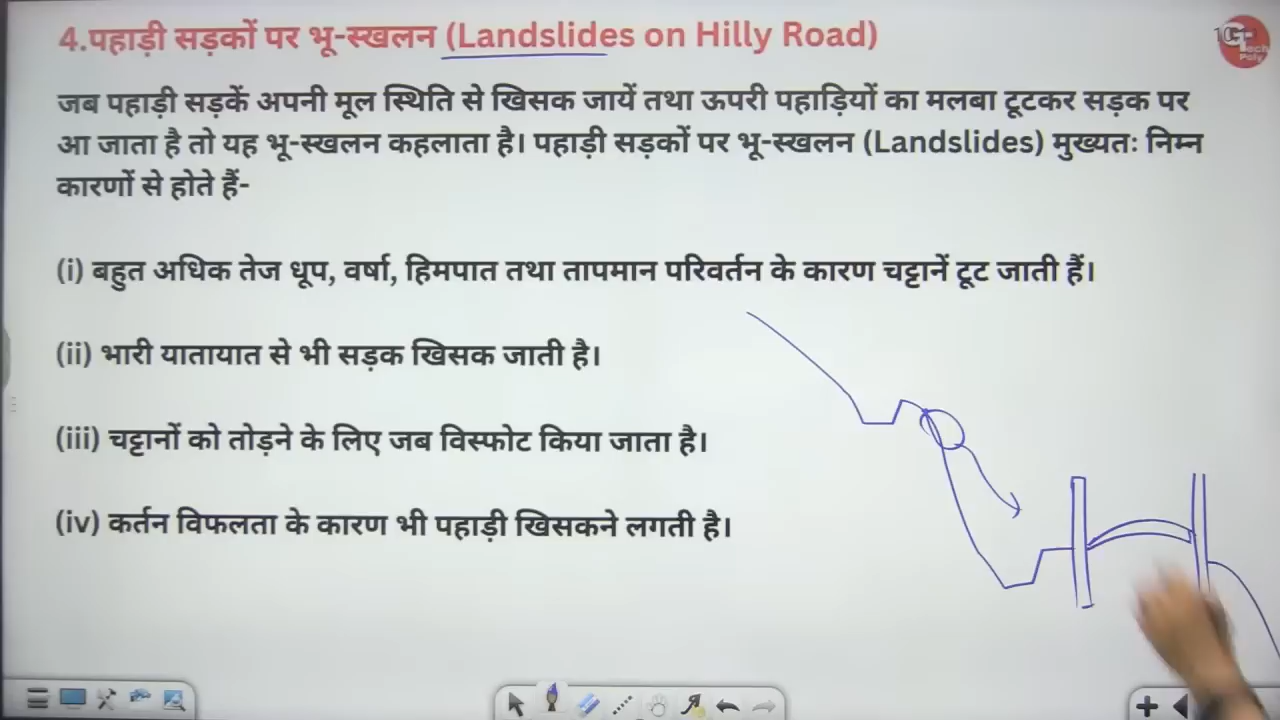 4.पहाड़ी सड़कों पर भू-स्खलन (Landslides on Hilly Road)
जब पहाड़ी सड़कें अपनी मूल स्थिति से खिसक जायें तथा ऊपरी पहाड़ियों का मलबा टूटकर सड़क पर
आ जाता है तो यह भू-स्खलन कहलाता है। पहाड़ी सड़कों पर भू-स्खलन (Landslides) मुख्यतः निम्न
कारणों से होते हैं-
(i) बहुत अधिक तेज धूप, वर्षा, हिमपात तथा तापमान परिवर्तन के कारण चट्टानें टूट जाती हैं।
(ii) भारी यातायात से भी सड़क खिसक जाती है।
(iii) चट्टानों को तोड़ने के लिए जब विस्फोट किया जाता है।
(iv) कर्तन विफलता के कारण भी पहाड़ी खिसकने लगती है।